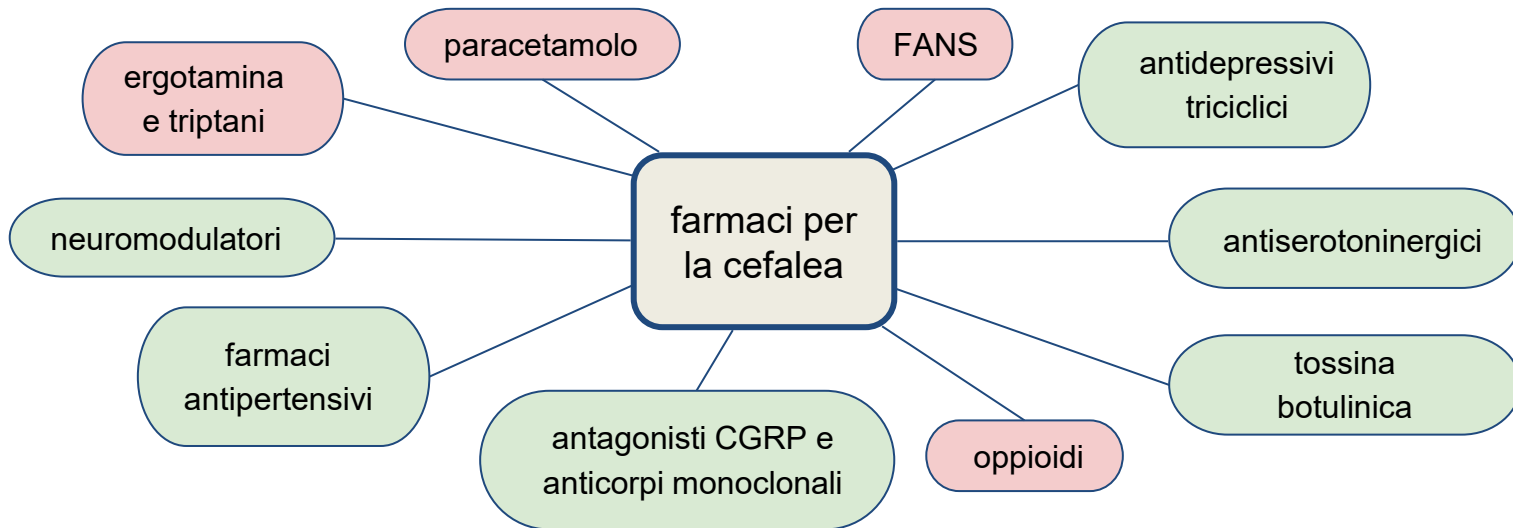 paracetamolo
FANS
ergotamina
e triptani
antidepressivi
triciclici
farmaci per
la cefalea
neuromodulatori
antiserotoninergici
farmaci
antipertensivi
tossina
botulinica
antagonisti CGRP e
anticorpi monoclonali
oppioidi